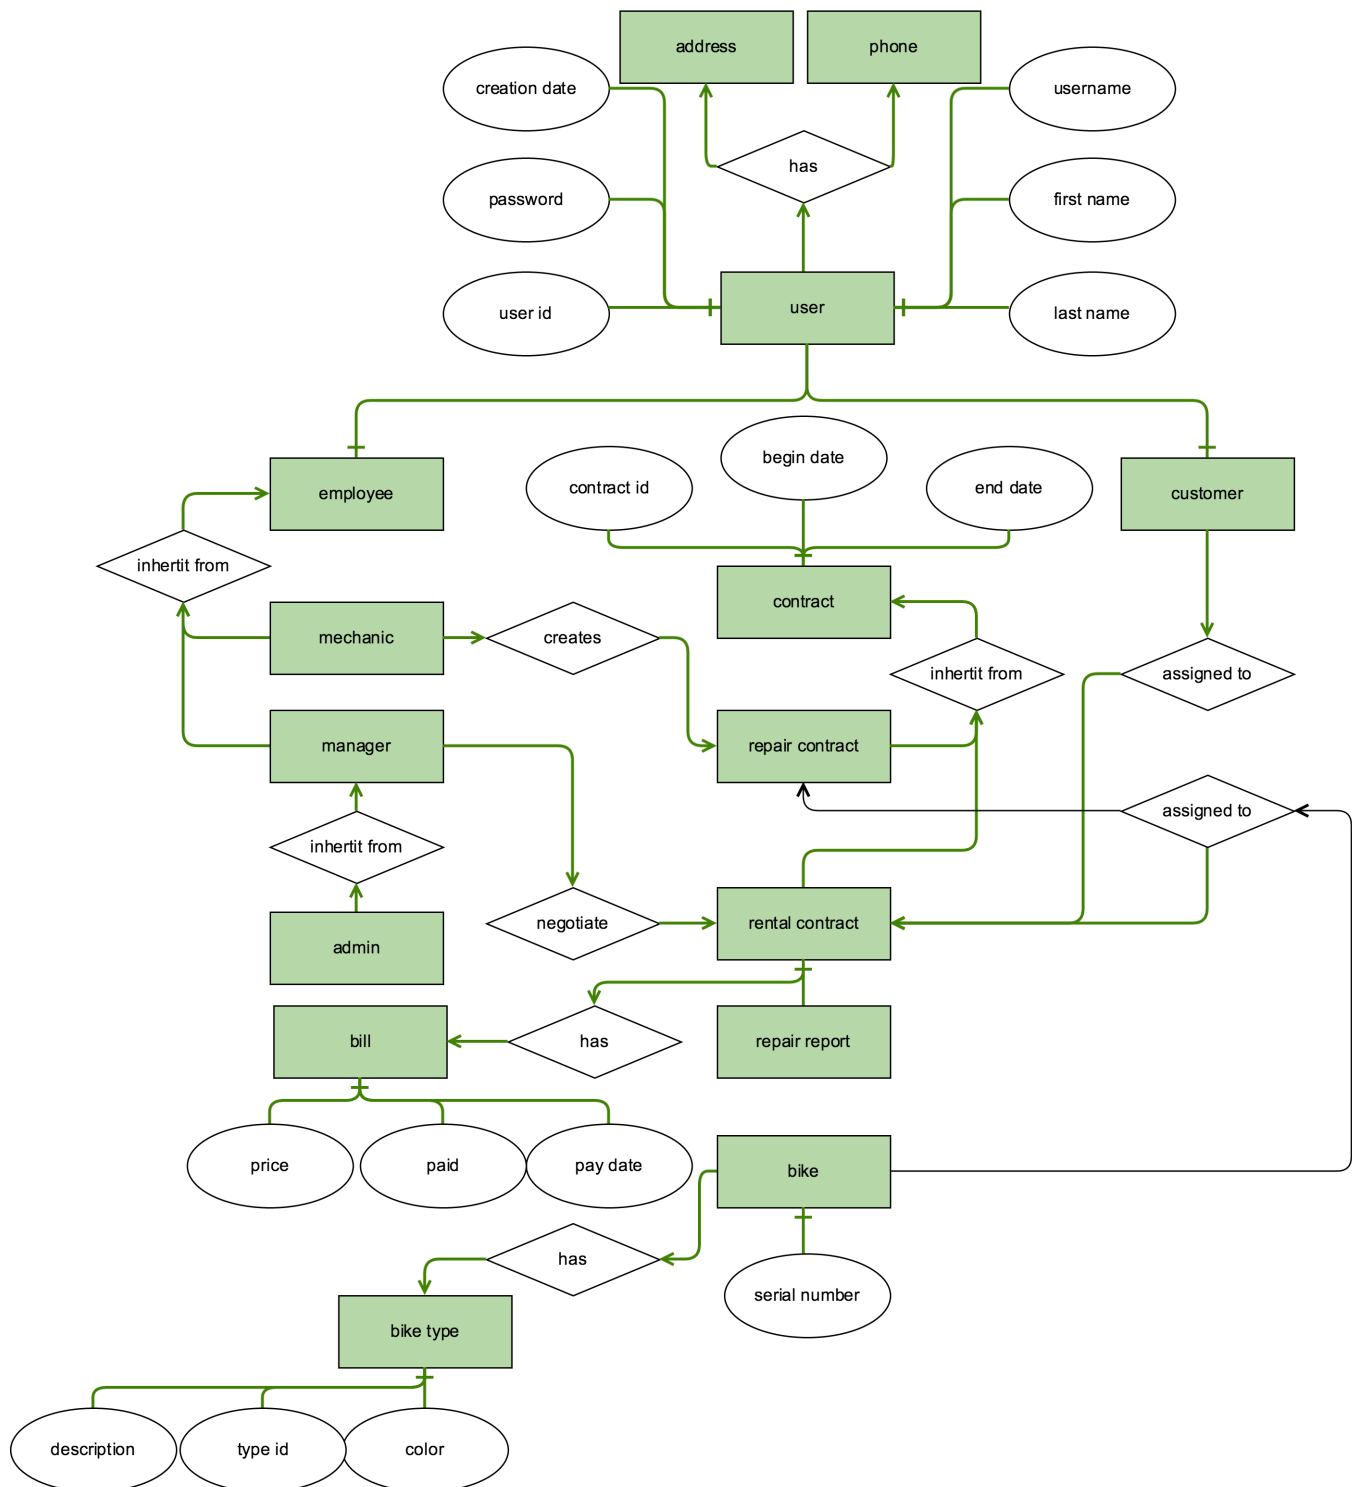 address
phone
creation date
username
has
password
first name
user id
user
last name
begin date
contract id
end date
employee
customer
inhertit from
contract
mechanic
creates
inhertit from
assigned to
manager
repair contract
assigned to
inhertit from
negotiate
rental contract
admin
bill
has
repair report
price
paid
pay date
bike
has
serial number
bike type
description
type id
color